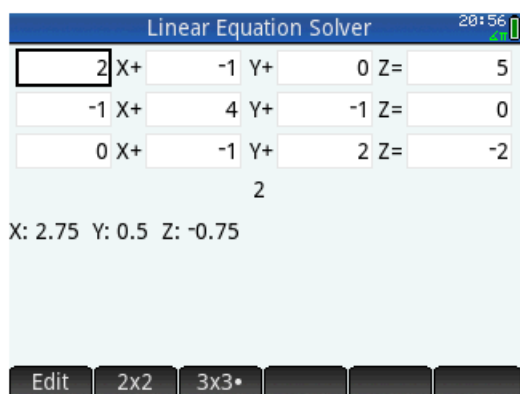 Linear Equation Solver 20:56
∡π
2 X+ -1 Y+ 0 Z= 5
-1 X+ 4 Y+ -1 Z= 0
0 X+ -1 Y+ 2 Z= -2
2
X: 2.75 Y: 0.5 Z: -0.75
Edit 2x2 3x3•